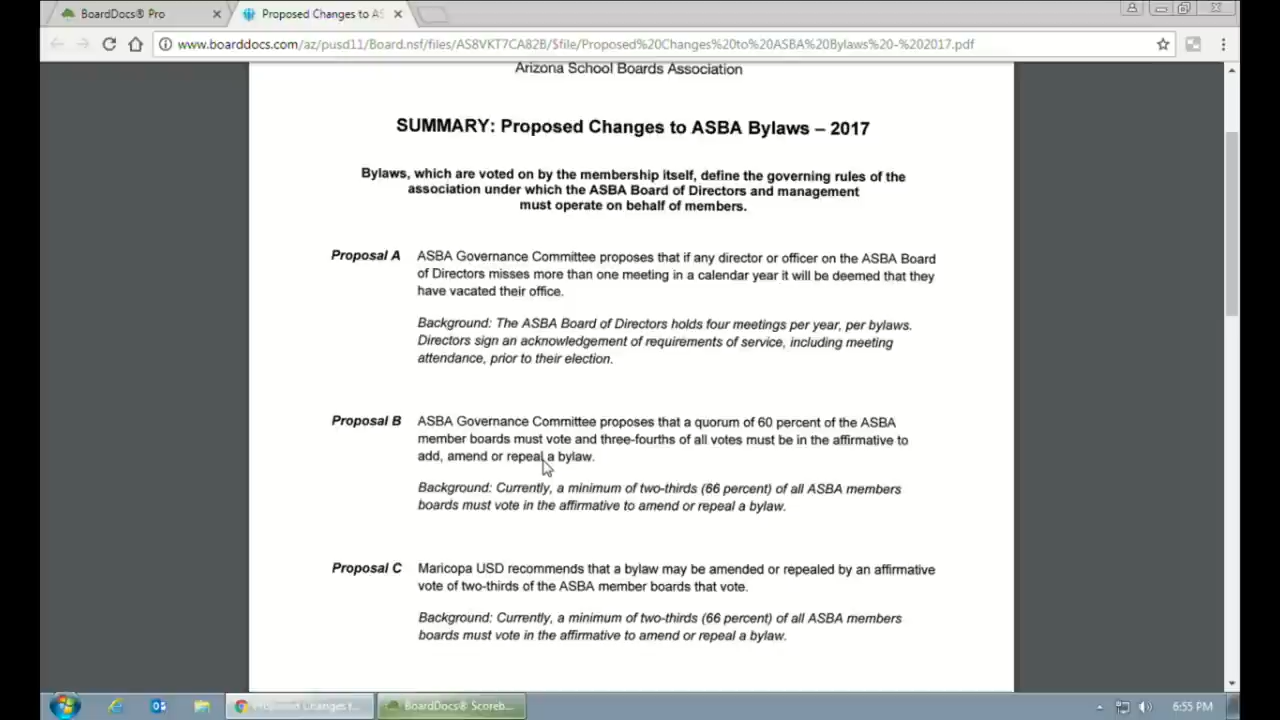 BoardDocs® Pro
Proposed Changes to AS
www.boarddocs.com/az/pusd11/Board.nsf/files/AS8VKT7CA82B/$file/Proposed%20Changes%20to%20ASBA%20Bylaws%20-%202017.pdf
Arizona School Boards Association
SUMMARY: Proposed Changes to ASBA Bylaws – 2017
Bylaws, which are voted on by the membership itself, define the governing rules of the
association under which the ASBA Board of Directors and management
must operate on behalf of members.
Proposal A ASBA Governance Committee proposes that if any director or officer on the ASBA Board
of Directors misses more than one meeting in a calendar year it will be deemed that they
have vacated their office.
Background: The ASBA Board of Directors holds four meetings per year, per bylaws.
Directors sign an acknowledgement of requirements of service, including meeting
attendance, prior to their election.
Proposal B ASBA Governance Committee proposes that a quorum of 60 percent of the ASBA
member boards must vote and three-fourths of all votes must be in the affirmative to
add, amend or repeal a bylaw.
Background: Currently, a minimum of two-thirds (66 percent) of all ASBA members
boards must vote in the affirmative to amend or repeal a bylaw.
Proposal C Maricopa USD recommends that a bylaw may be amended or repealed by an affirmative
vote of two-thirds of the ASBA member boards that vote.
Background: Currently, a minimum of two-thirds (66 percent) of all ASBA members
boards must vote in the affirmative to amend or repeal a bylaw.
Proposed Changes t...
BoardDocs® Scoreb...
6:55 PM